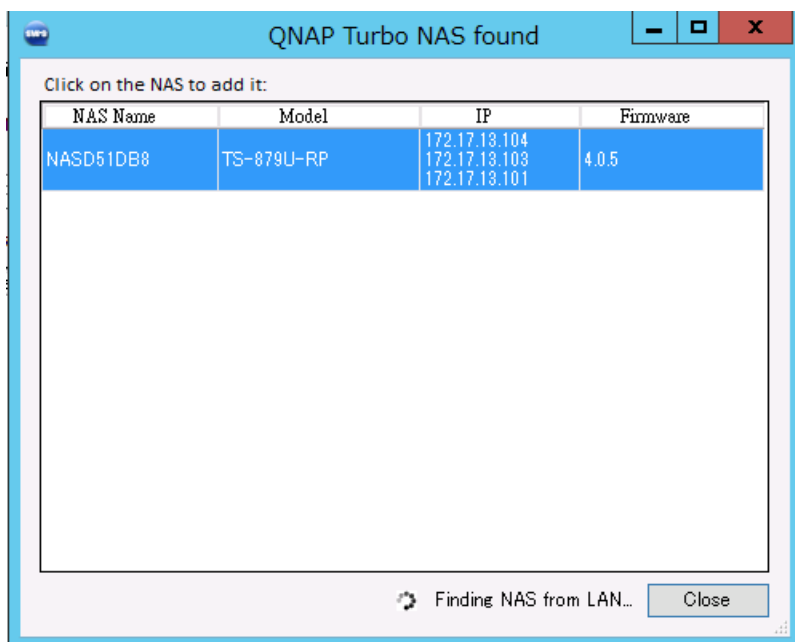 QNAP Turbo NAS found
Click on the NAS to add it:
NAS Name Model IP Firmware
NASD51DB8 TS-879U-RP 172.17.13.104 4.0.5
172.17.13.103
172.17.13.101
Finding NAS from LAN...
Close